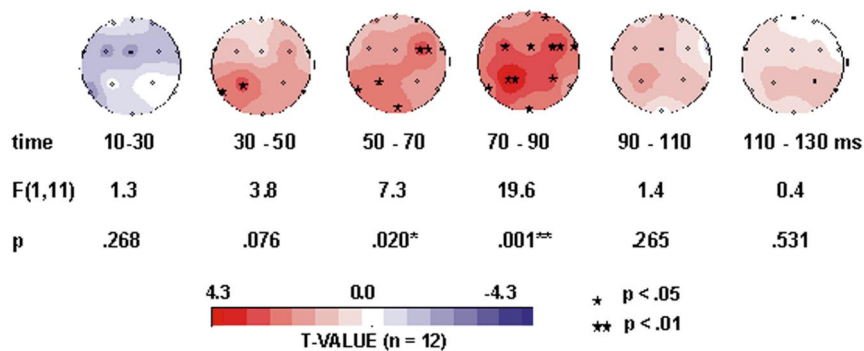 time 10-30 30 - 50 50 - 70 70 - 90 90 - 110 110 - 130 ms
F(1,11) 1.3 3.8 7.3 19.6 1.4 0.4
p .268 .076 .020* .001** .265 .531
4.3 0.0 -4.3
T-VALUE (n = 12)
★ p < .05
★★ p < .01